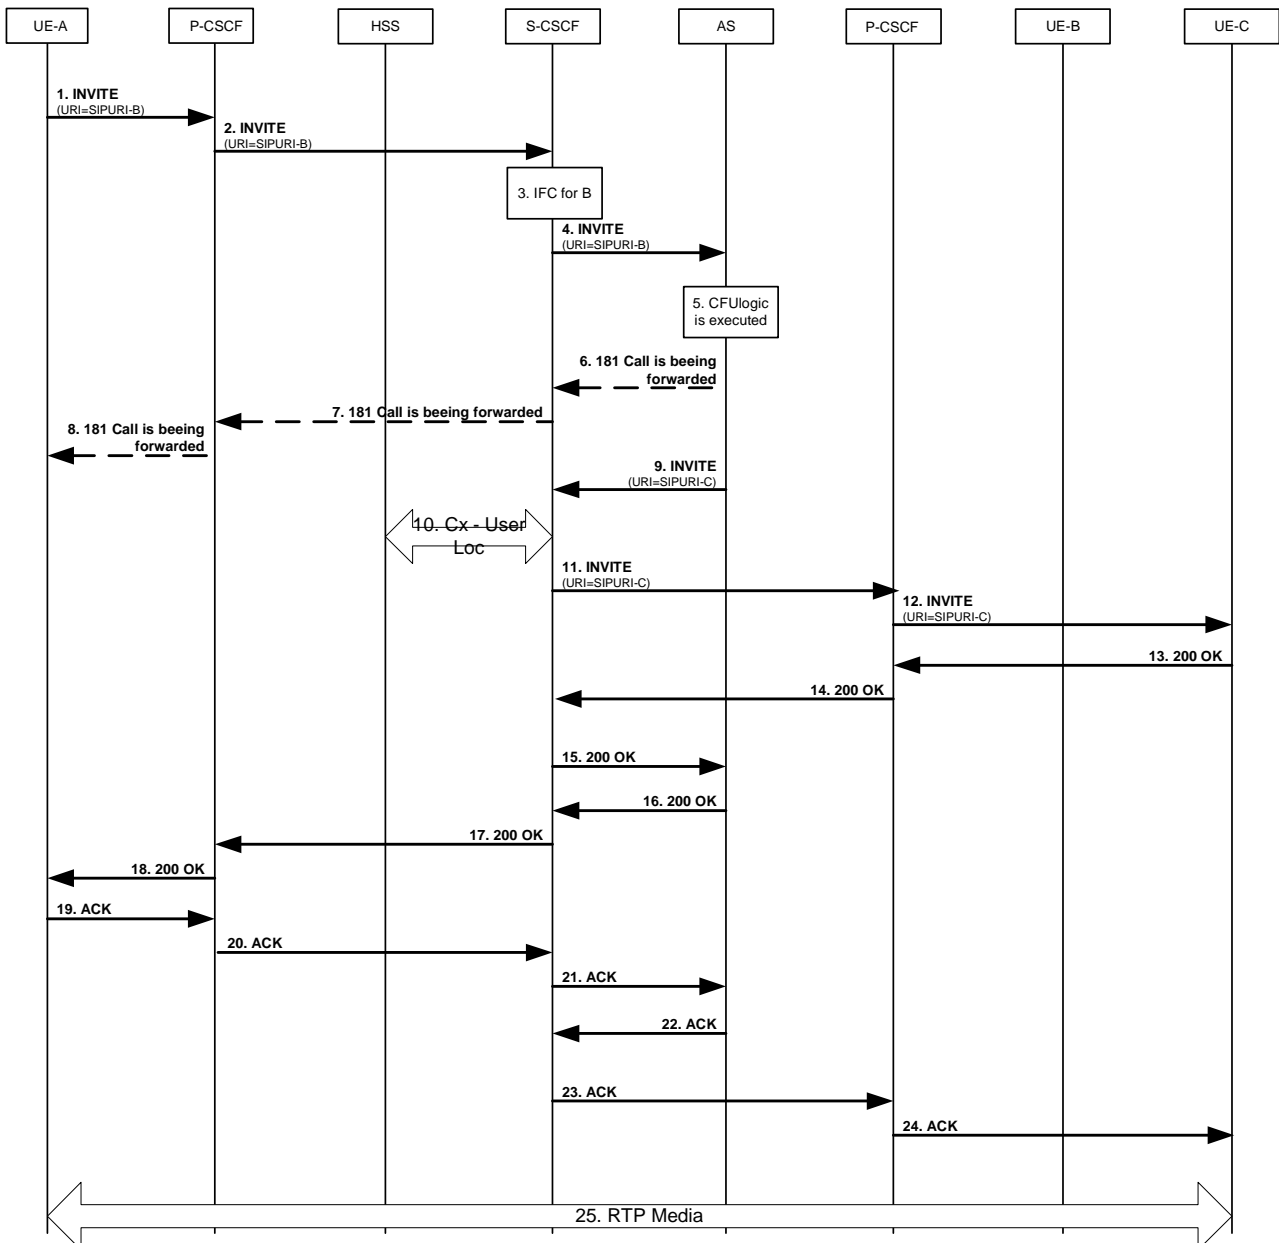 UE-A
P-CSCF
HSS
S-CSCF
AS
P-CSCF
UE-B
UE-C
1. INVITE
(URI=SIPURI-B)
2. INVITE
(URI=SIPURI-B)
3. IFC for B
4. INVITE
(URI=SIPURI-B)
5. CFUlogic
is executed
6. 181 Call is beeing
forwarded
7. 181 Call is beeing forwarded
8. 181 Call is beeing
forwarded
9. INVITE
(URI=SIPURI-C)
10. Cx - User
Loc
11. INVITE
(URI=SIPURI-C)
12. INVITE
(URI=SIPURI-C)
13. 200 OK
14. 200 OK
15. 200 OK
16. 200 OK
17. 200 OK
18. 200 OK
19. ACK
20. ACK
21. ACK
22. ACK
23. ACK
24. ACK
25. RTP Media